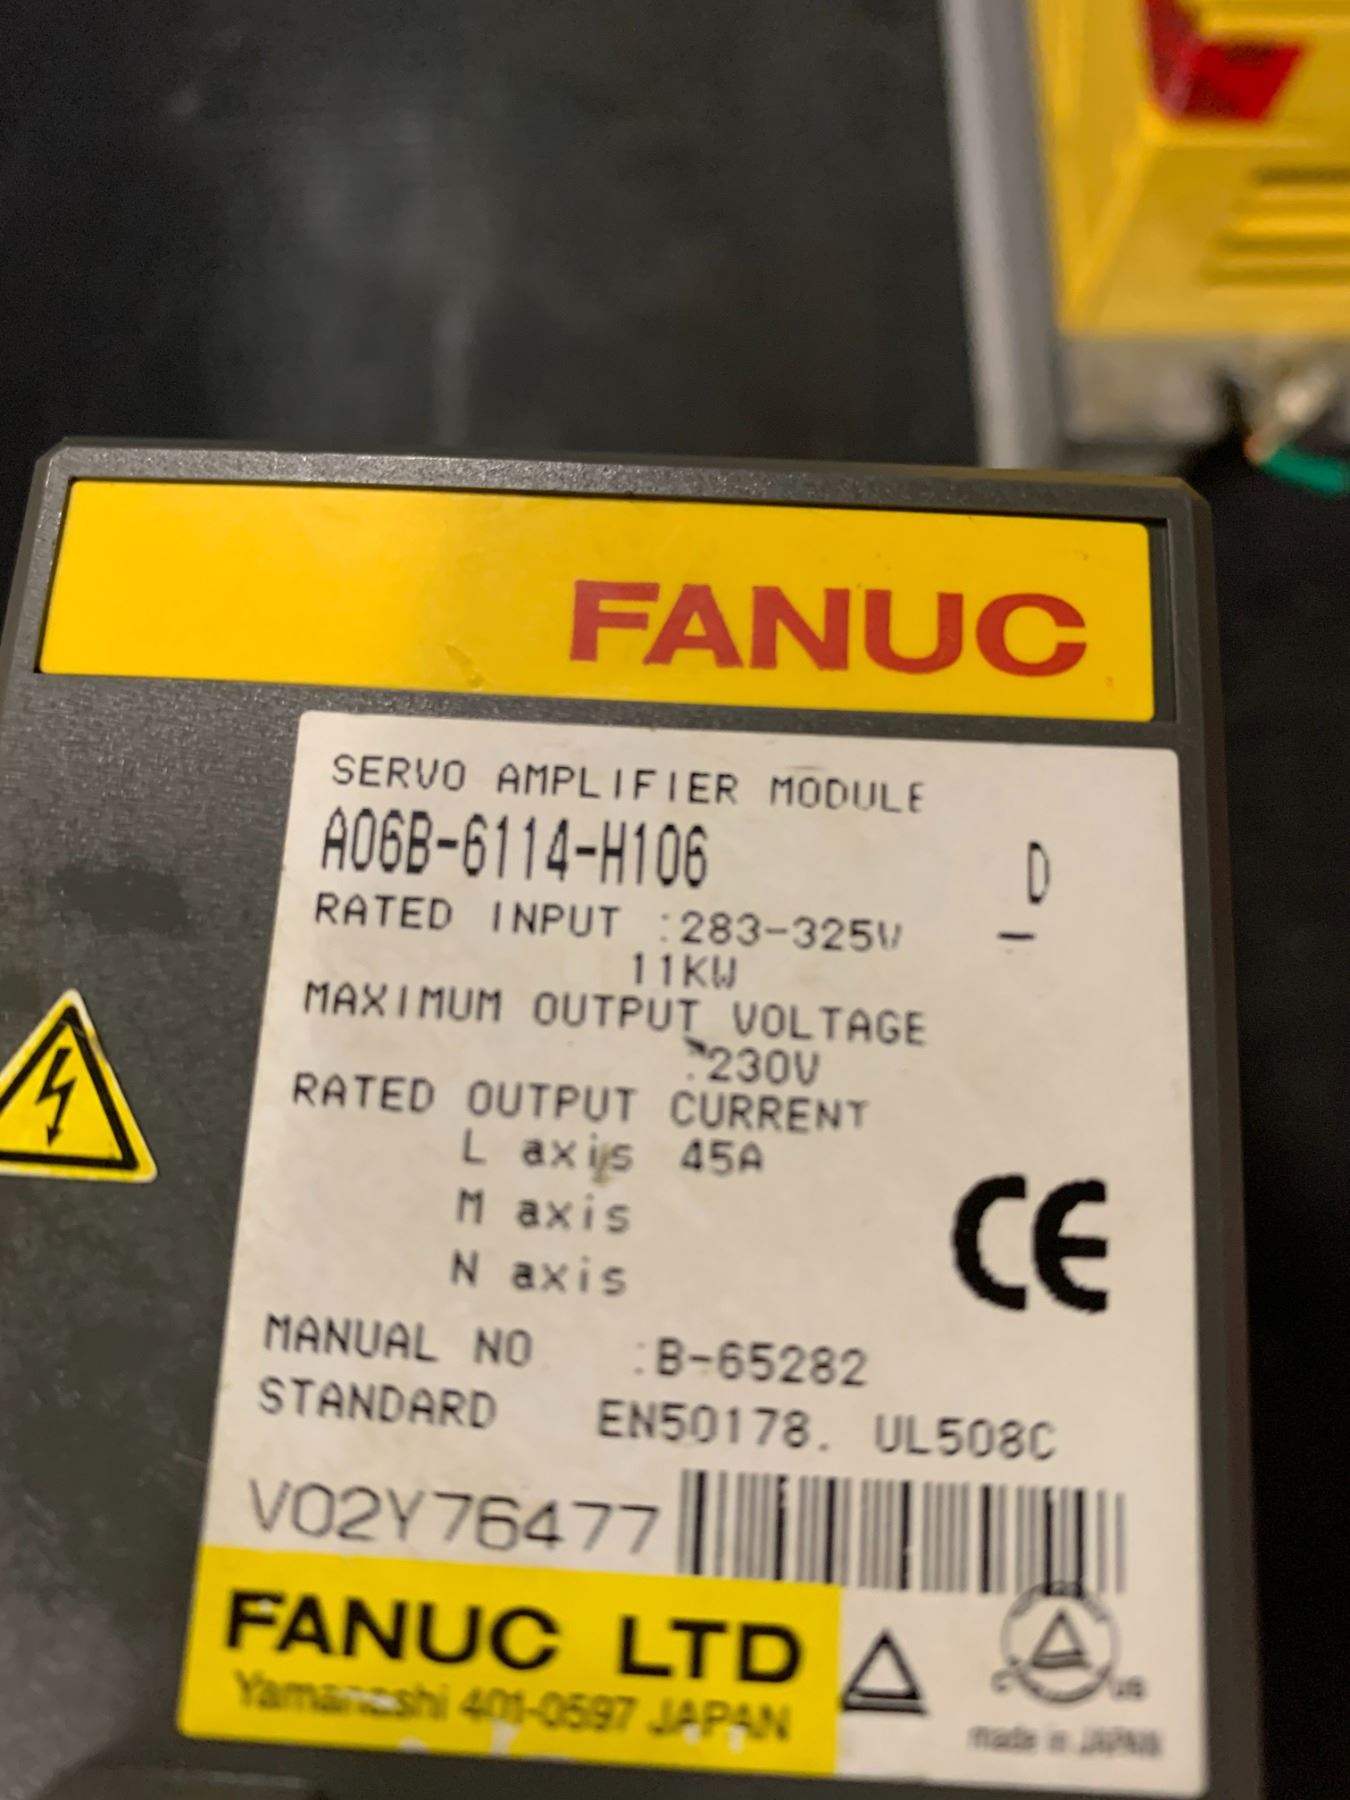 FANUC
SERVO AMPLIFIER MODULE
A06B-6114-H106 D
RATED INPUT :283-325V —
11KW
MAXIMUM OUTPUT VOLTAGE
:230V
RATED OUTPUT CURRENT
L axis 45A
M axis
N axis
CE
MANUAL NO :B-65282
STANDARD EN50178. UL508C
V02Y76477
FANUC LTD
Yamanashi 401-0597 JAPAN
C US
made in JAPAN